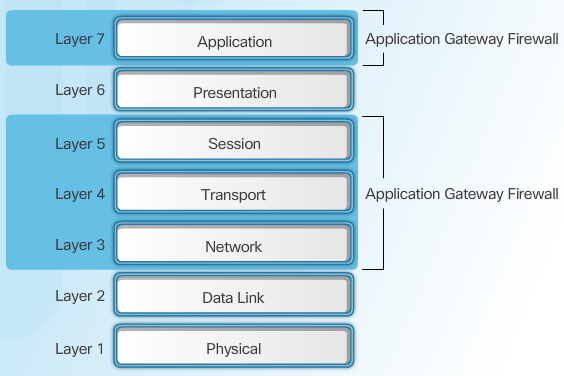 Layer 7 Application Application Gateway Firewall
Layer 6 Presentation
Layer 5 Session
Layer 4 Transport Application Gateway Firewall
Layer 3 Network
Layer 2 Data Link
Layer 1 Physical